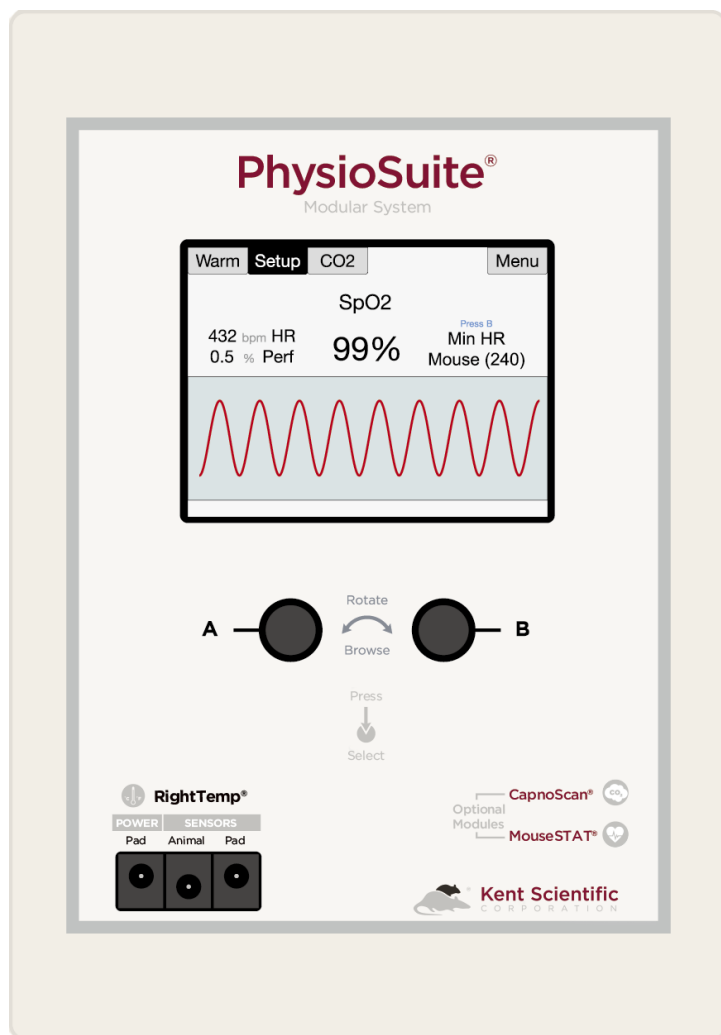 PhysioSuite®
Modular System
Warm Setup CO2 Menu
SpO2
Press B
432 bpm HR
0.5 % Perf
99%
Min HR
Mouse (240)
Rotate
A B
Browse
Press
Select
RightTemp®
POWER SENSORS
Pad Animal Pad
Optional
Modules
CapnoScan® CO₂
MouseSTAT®
Kent Scientific
CORPORATION